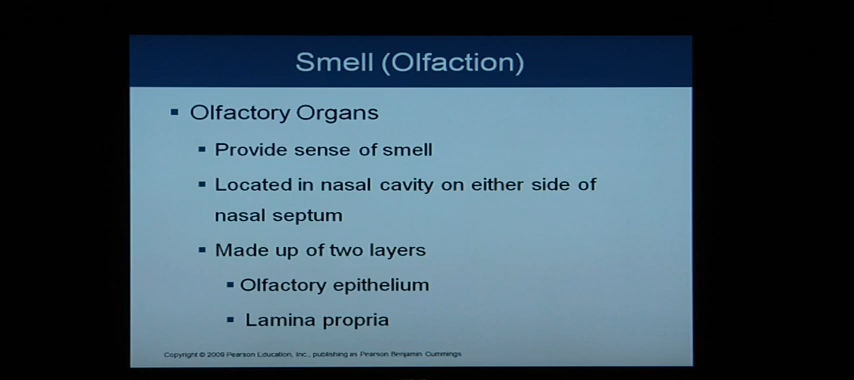 Smell (Olfaction)
▪ Olfactory Organs
▪ Provide sense of smell
▪ Located in nasal cavity on either side of
nasal septum
▪ Made up of two layers
▪ Olfactory epithelium
▪ Lamina propria
Copyright © 2009 Pearson Education, Inc., publishing as Pearson Benjamin Cummings